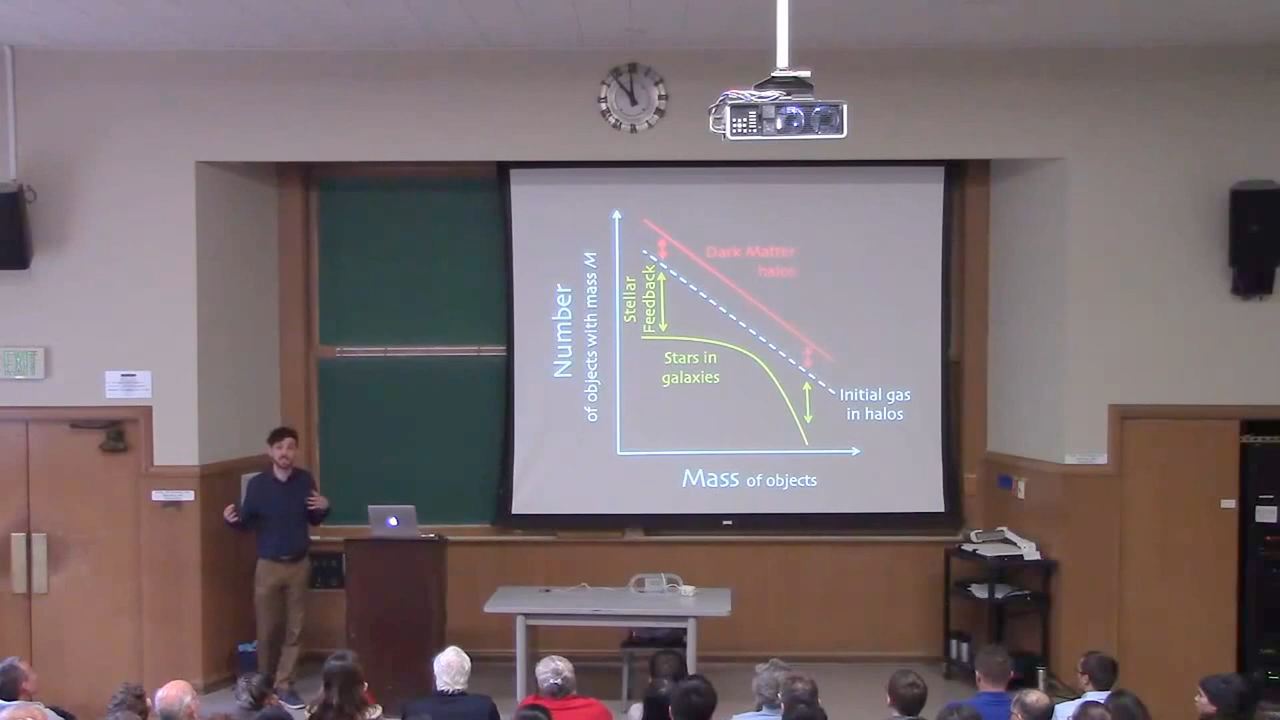 EXIT
Number
of objects with mass M
Stellar
Feedback
Dark Matter
halos
Stars in
galaxies
Initial gas
in halos
Mass of objects